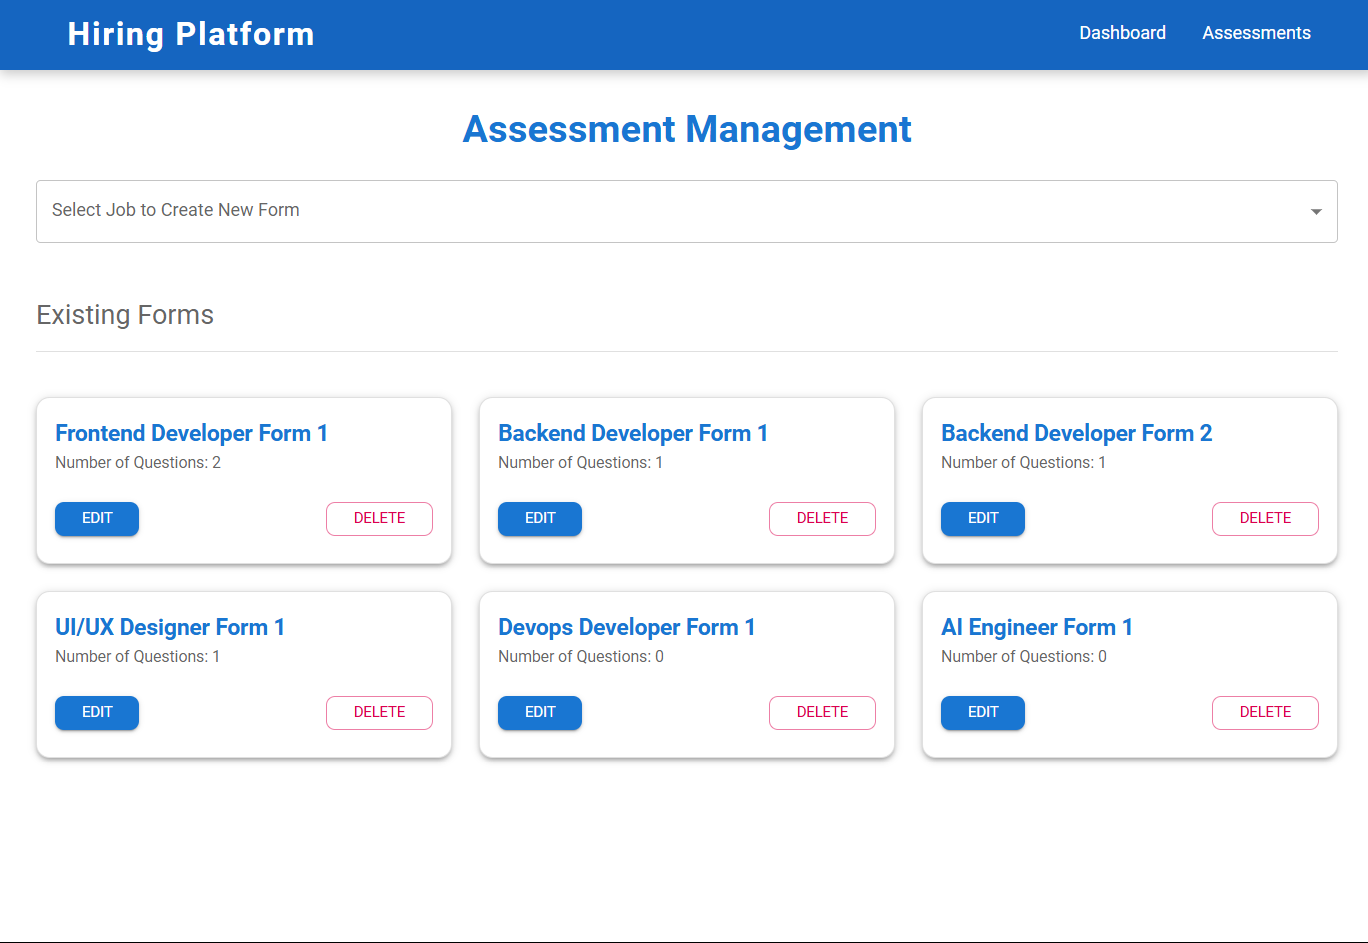 Hiring Platform
Dashboard
Assessments
Assessment Management
Select Job to Create New Form
Existing Forms
Frontend Developer Form 1
Number of Questions: 2
EDIT
DELETE
Backend Developer Form 1
Number of Questions: 1
EDIT
DELETE
Backend Developer Form 2
Number of Questions: 1
EDIT
DELETE
UI/UX Designer Form 1
Number of Questions: 1
EDIT
DELETE
Devops Developer Form 1
Number of Questions: 0
EDIT
DELETE
AI Engineer Form 1
Number of Questions: 0
EDIT
DELETE